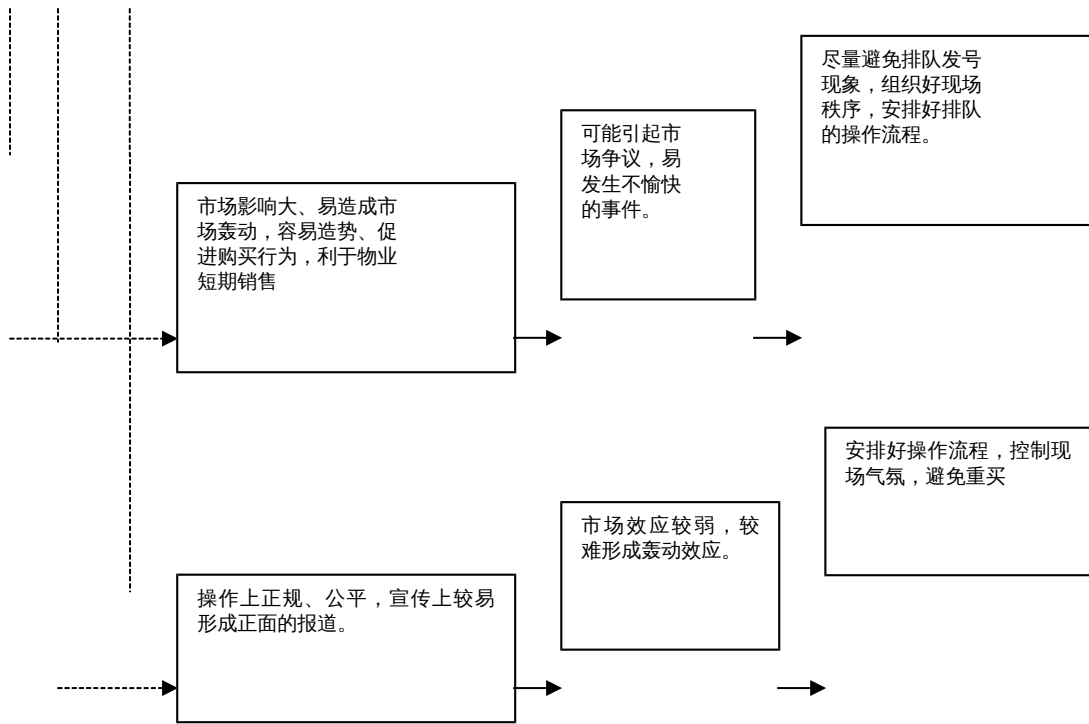 尽量避免排队发号
现象，组织好现场
秩序，安排好排队
的操作流程。
可能引起市
场争议，易
发生不愉快
的事件。
市场影响大、易造成市
场轰动，容易造势、促
进购买行为，利于物业
短期销售
安排好操作流程，控制现
场气氛，避免重买
市场效应较弱，较
难形成轰动效应。
操作上正规、公平，宣传上较易
形成正面的报道。